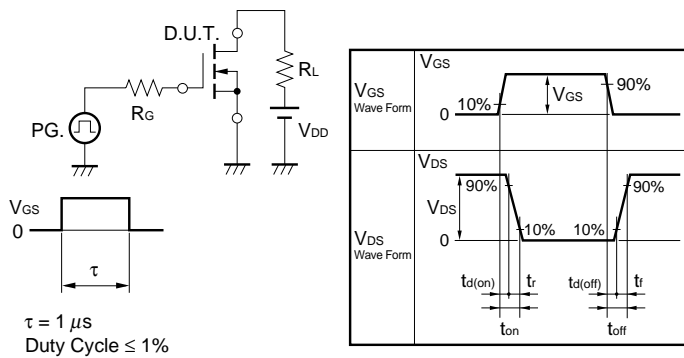 D.U.T.
RL
RG
PG.
VDD
VGS
0
τ
τ = 1 μs
Duty Cycle ≤ 1%
VGS
Wave Form
VGS
10%
VGS
90%
0
VDS
Wave Form
VDS
90%
90%
VDS
10%
10%
0
td(on)
tr
td(off)
tf
ton
toff